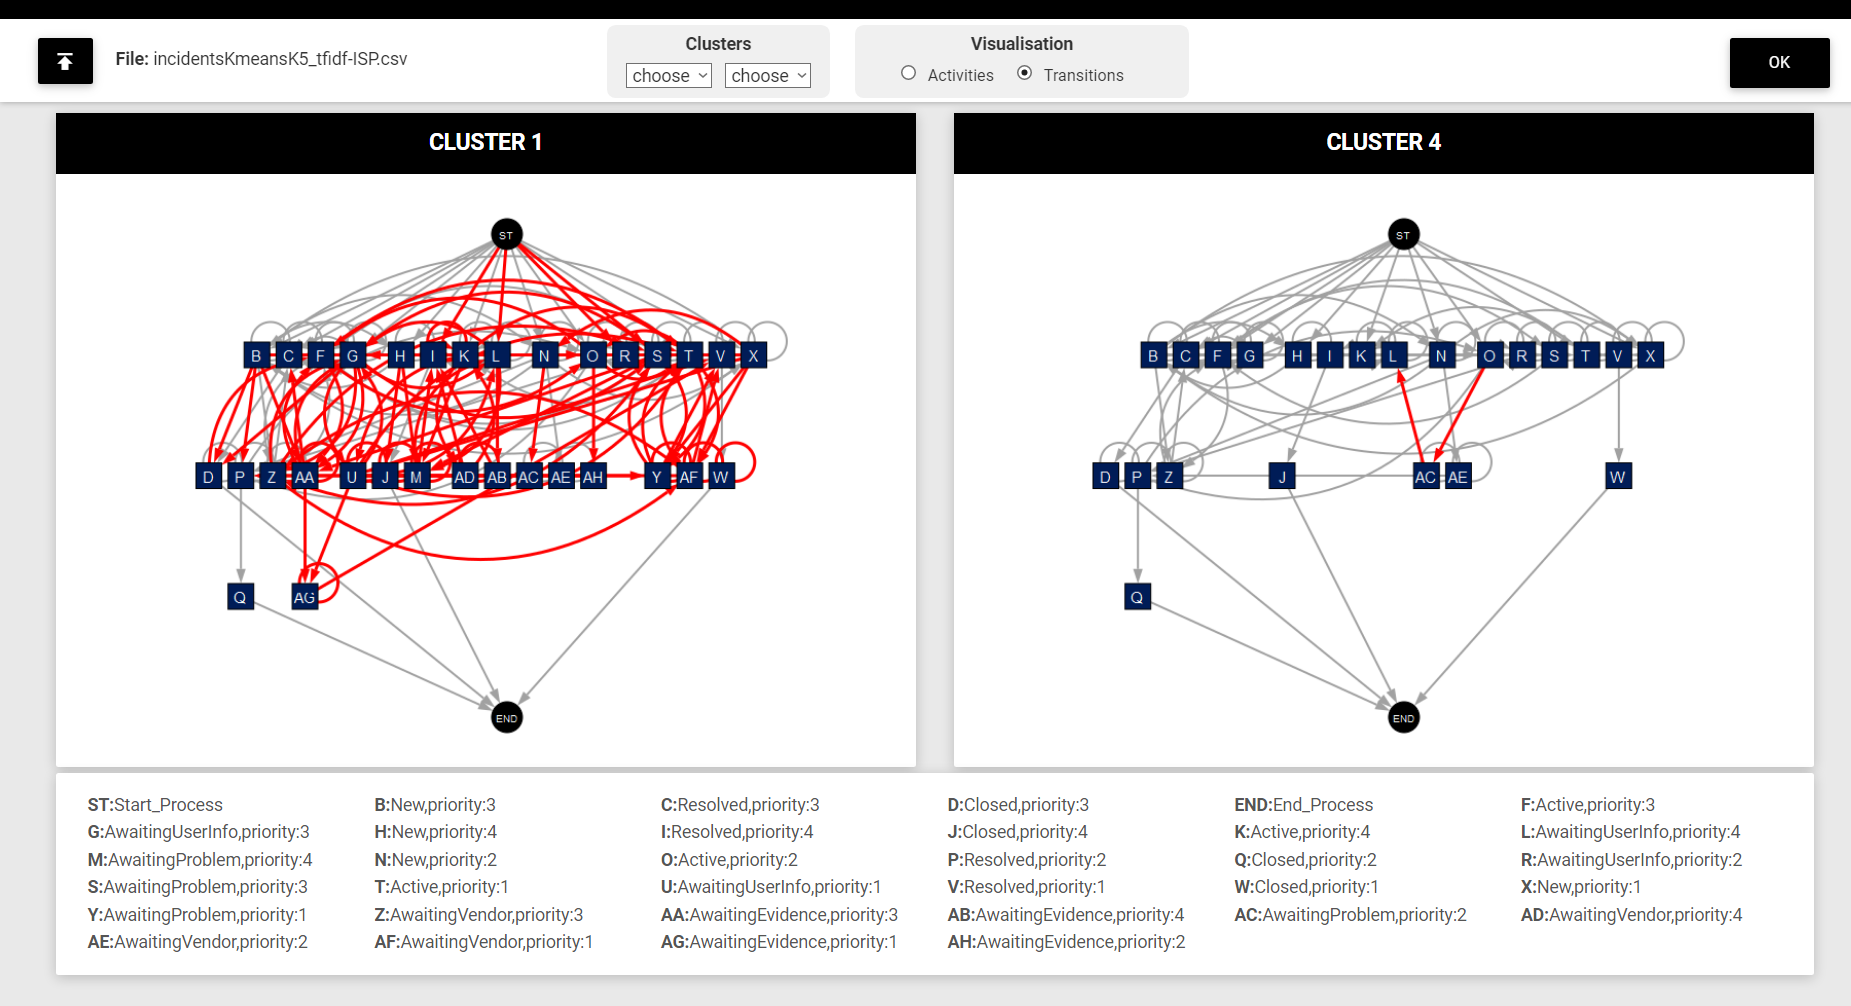 File: incidentsKmeansK5_tfidf-ISP.csv
Clusters
choose choose
Visualisation
Activities Transitions
OK
CLUSTER 1
ST
B C F G H I K L N O R S T V X
D P Z AA U J M AD AB AC AE AH Y AF W
Q AG
END
CLUSTER 4
ST
B C F G H I K L N O R S T V X
D P Z J AC AE W
Q
END
ST:Start_Process B:New,priority:3 C:Resolved,priority:3 D:Closed,priority:3 END:End_Process F:Active,priority:3
G:AwaitingUserInfo,priority:3 H:New,priority:4 I:Resolved,priority:4 J:Closed,priority:4 K:Active,priority:4 L:AwaitingUserInfo,priority:4
M:AwaitingProblem,priority:4 N:New,priority:2 O:Active,priority:2 P:Resolved,priority:2 Q:Closed,priority:2 R:AwaitingUserInfo,priority:2
S:AwaitingProblem,priority:3 T:Active,priority:1 U:AwaitingUserInfo,priority:1 V:Resolved,priority:1 W:Closed,priority:1 X:New,priority:1
Y:AwaitingProblem,priority:1 Z:AwaitingVendor,priority:3 AA:AwaitingEvidence,priority:3 AB:AwaitingEvidence,priority:4 AC:AwaitingProblem,priority:2 AD:AwaitingVendor,priority:4
AE:AwaitingVendor,priority:2 AF:AwaitingVendor,priority:1 AG:AwaitingEvidence,priority:1 AH:AwaitingEvidence,priority:2